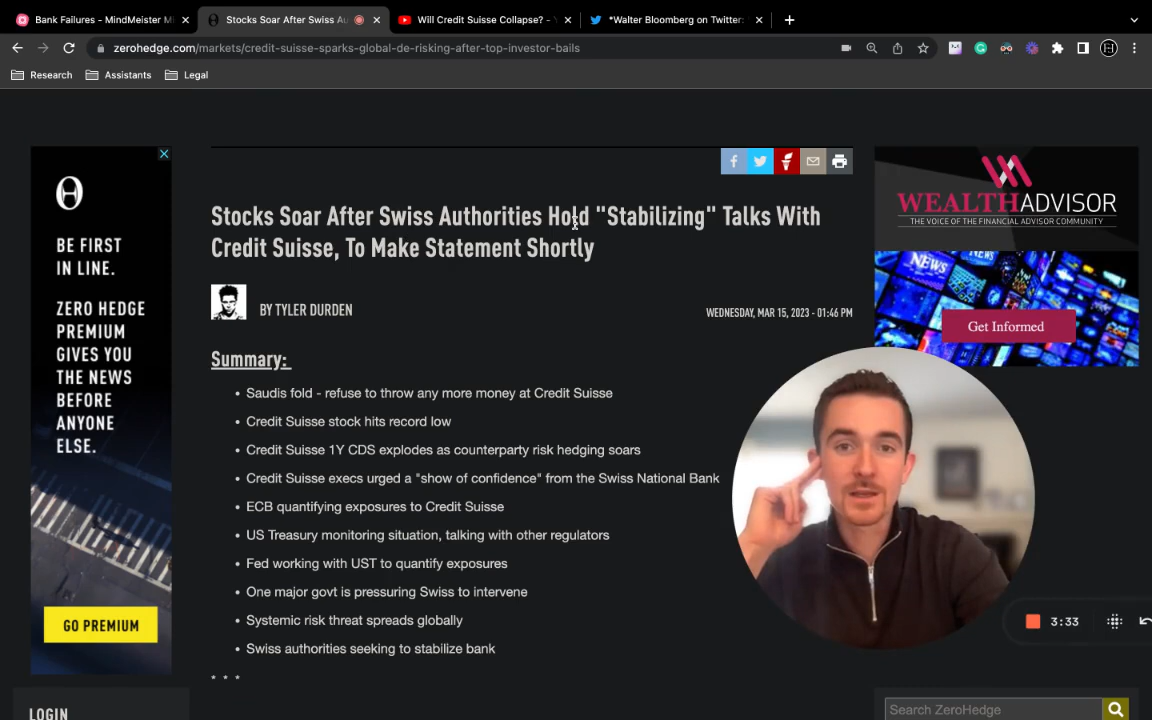 Bank Failures - MindMeister M
Stocks Soar After Swiss Au
Will Credit Suisse Collapse? -
*Walter Bloomberg on Twitter:
zerohedge.com/markets/credit-suisse-sparks-global-de-risking-after-top-investor-bails
Research
Assistants
Legal
BE FIRST
IN LINE.
ZERO HEDGE
PREMIUM
GIVES YOU
THE NEWS
BEFORE
ANYONE
ELSE.
GO PREMIUM
LOGIN
Stocks Soar After Swiss Authorities Hold "Stabilizing" Talks With
Credit Suisse, To Make Statement Shortly
BY TYLER DURDEN
WEDNESDAY, MAR 15, 2023 - 01:46 PM
Summary:
• Saudis fold - refuse to throw any more money at Credit Suisse
• Credit Suisse stock hits record low
• Credit Suisse 1Y CDS explodes as counterparty risk hedging soars
• Credit Suisse execs urged a "show of confidence" from the Swiss National Bank
• ECB quantifying exposures to Credit Suisse
• US Treasury monitoring situation, talking with other regulators
• Fed working with UST to quantify exposures
• One major govt is pressuring Swiss to intervene
• Systemic risk threat spreads globally
• Swiss authorities seeking to stabilize bank
* * *
WEALTHADVISOR
THE VOICE OF THE FINANCIAL ADVISOR COMMUNITY
NEWS
Get Informed
3:33
Search ZeroHedge